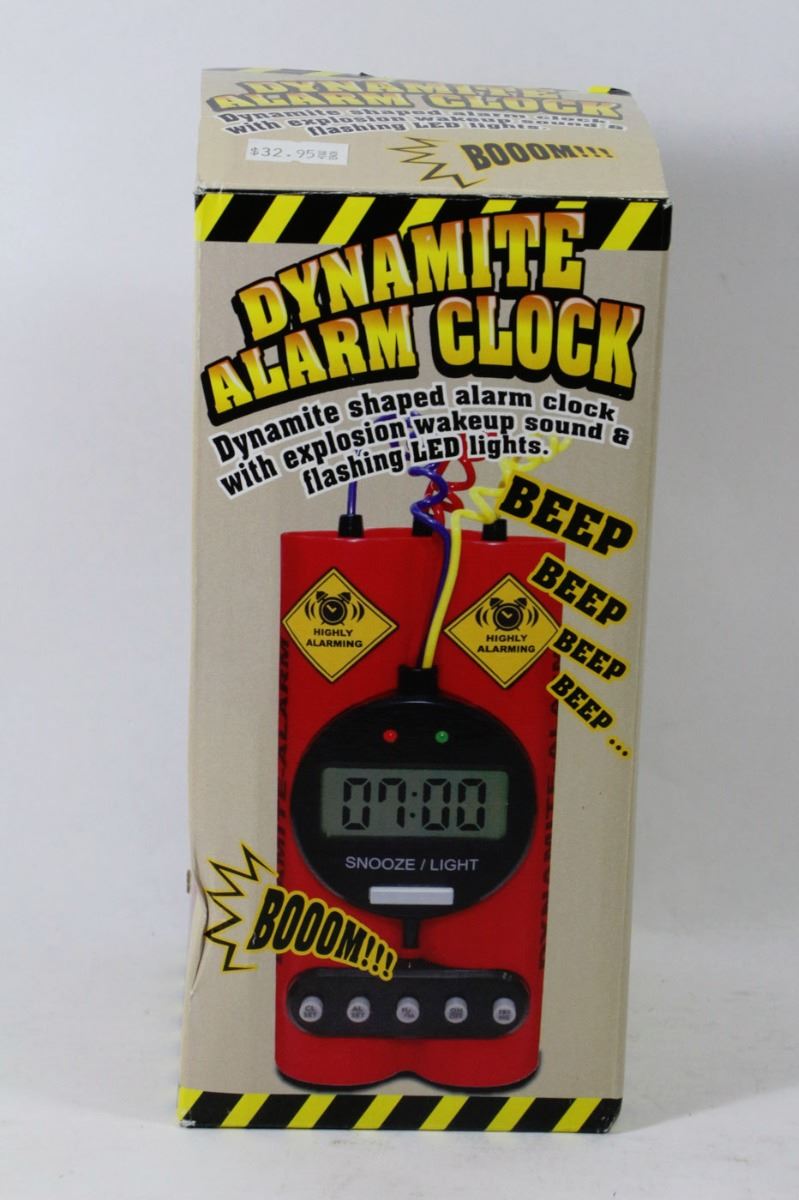 DYNAMITE
ALARM CLOCK
Dynamite shaped alarm clock
with explosion wakeup sound &
flashing LED lights.
$32.95
BOOOM!!!
DYNAMITE
ALARM CLOCK
Dynamite shaped alarm clock
with explosion wakeup sound &
flashing LED lights.
BEEP
BEEP
BEEP
BEEP...
HIGHLY
ALARMING
HIGHLY
ALARMING
07:00
SNOOZE / LIGHT
BOOOM!!!